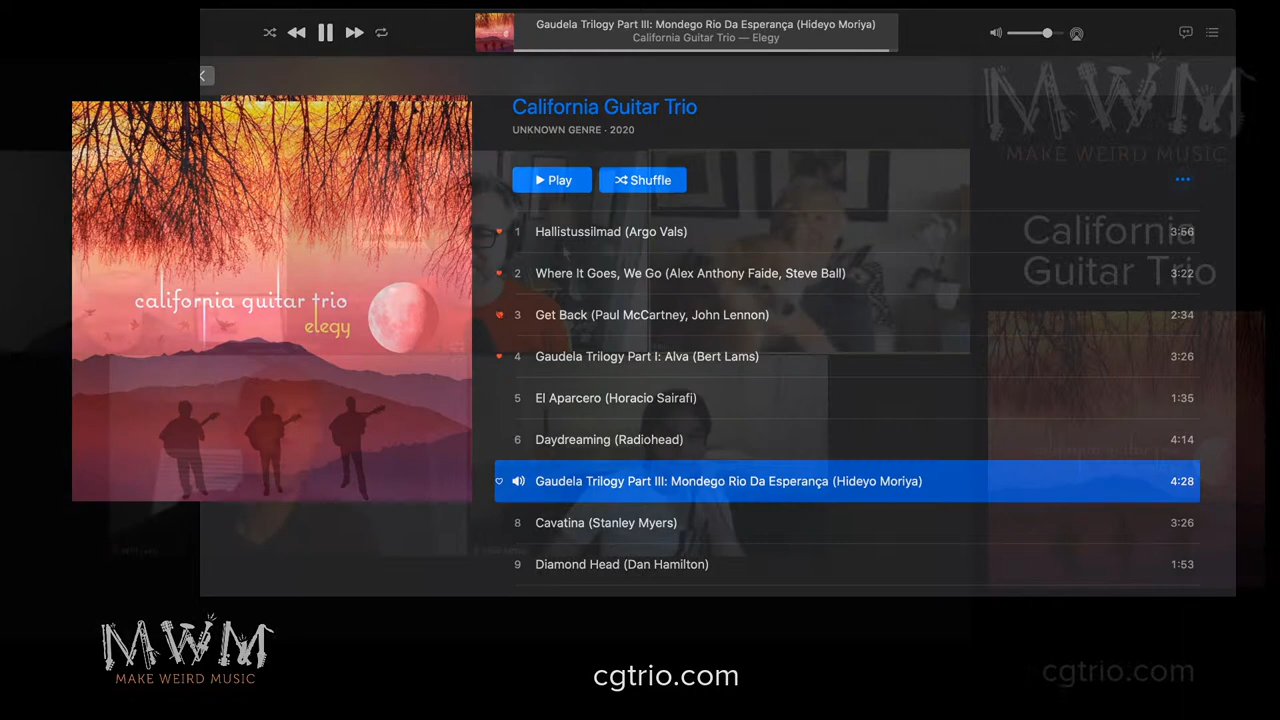 Gaudela Trilogy Part III: Mondego Rio Da Esperança (Hideyo Moriya)
California Guitar Trio — Elegy
MWM
MAKE WEIRD MUSIC
california guitar trio
elegy
California Guitar Trio
UNKNOWN GENRE · 2020
Play
Shuffle
California
Guitar Trio
1 Hallistussilmad (Argo Vals) 3:56
2 Where It Goes, We Go (Alex Anthony Faide, Steve Ball) 3:22
3 Get Back (Paul McCartney, John Lennon) 2:34
4 Gaudela Trilogy Part I: Alva (Bert Lams) 3:26
5 El Aparcero (Horacio Sairafi) 1:35
6 Daydreaming (Radiohead) 4:14
Gaudela Trilogy Part III: Mondego Rio Da Esperança (Hideyo Moriya) 4:28
8 Cavatina (Stanley Myers) 3:26
9 Diamond Head (Dan Hamilton) 1:53
MWM
MAKE WEIRD MUSIC
cgtrio.com
cgtrio.com